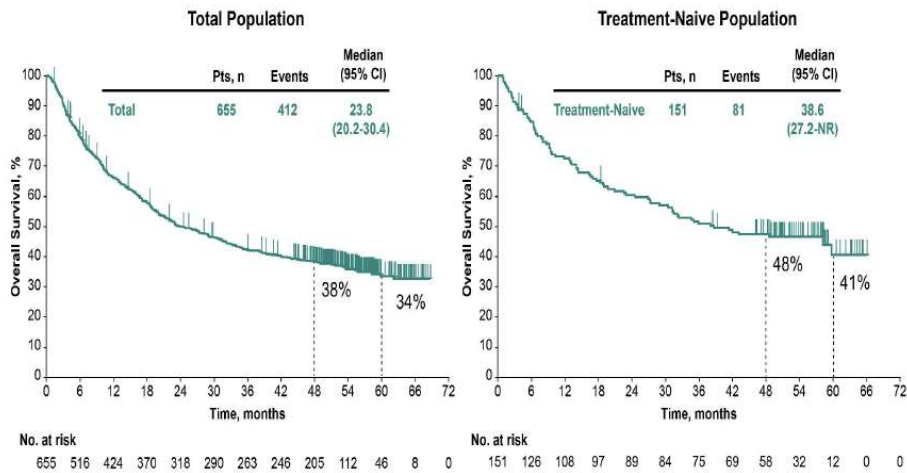 Total Population
Pts, n Events Median (95% CI)
Total 655 412 23.8 (20.2-30.4)
Overall Survival, %
100
90
80
70
60
50
40
30
20
10
0
38%
34%
0 6 12 18 24 30 36 42 48 54 60 66 72
Time, months
No. at risk
655 516 424 370 318 290 263 246 205 112 46 8 0
Treatment-Naive Population
Pts, n Events Median (95% CI)
Treatment-Naive 151 81 38.6 (27.2-NR)
Overall Survival, %
100
90
80
70
60
50
40
30
20
10
0
48%
41%
0 6 12 18 24 30 36 42 48 54 60 66 72
Time, months
No. at risk
151 126 108 97 89 84 75 69 58 32 12 0 0